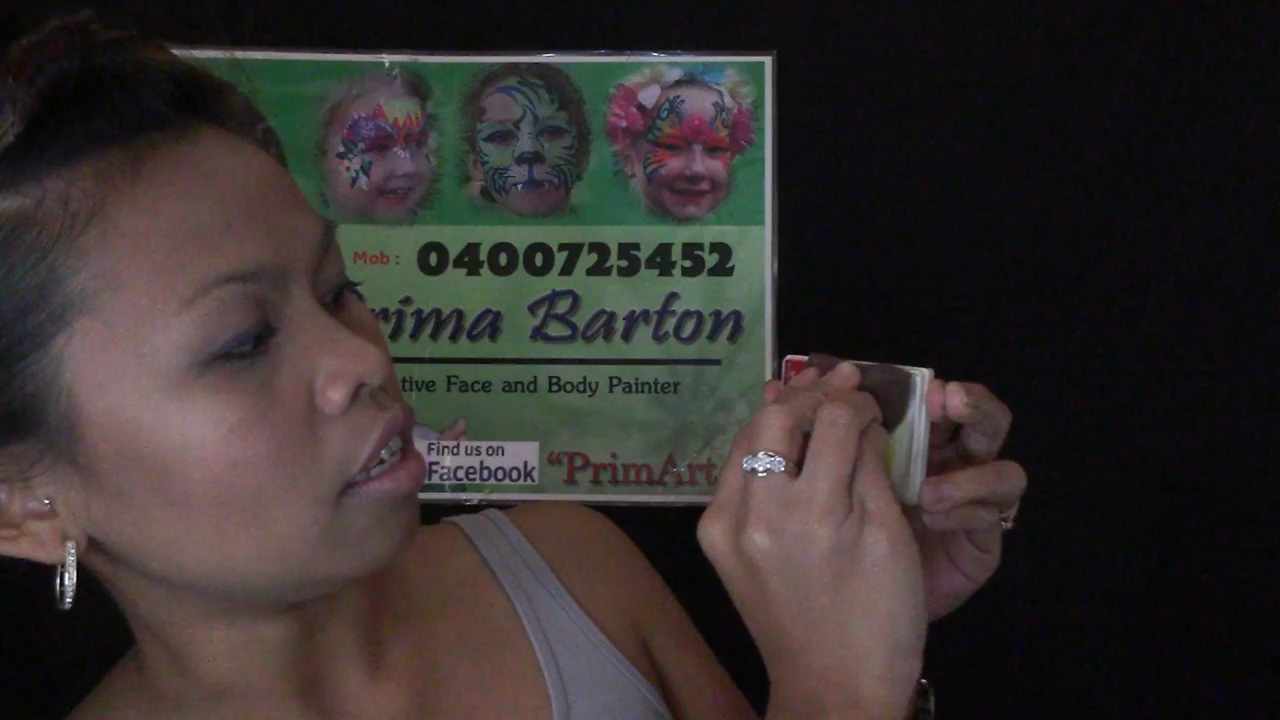 Mob : 0400725452
rima Barton
tive Face and Body Painter
Find us on
Facebook
"PrimArt